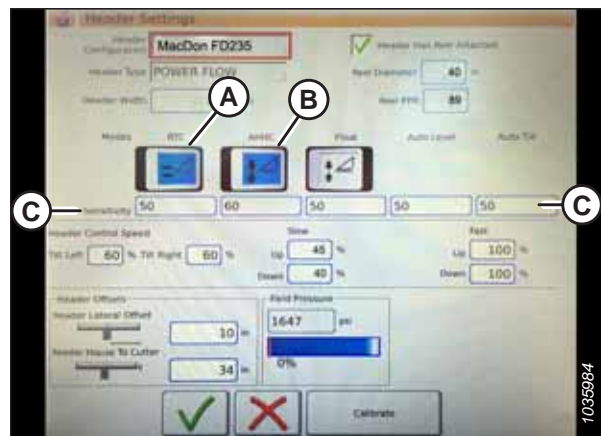 Header Settings
Header Configuration MacDon FD235 Header Has Reel Attached
Header Type POWER FLOW Reel Diameter 40 in
Header Width Reel PPR 89
A B
Modes RTC AHHC Float Auto Level Auto Tilt
C Sensitivity 50 60 50 50 50 C
Header Control Speed Slow Fast
Tilt Left 60 % Tilt Right 60 % Up 45 % Up 100 %
Down 40 % Down 100 %
Header Offsets Field Pressure
Header Lateral Offset 1647 psi
10 in
Feeder House To Cutter 0%
34 in
Calibrate
1035984